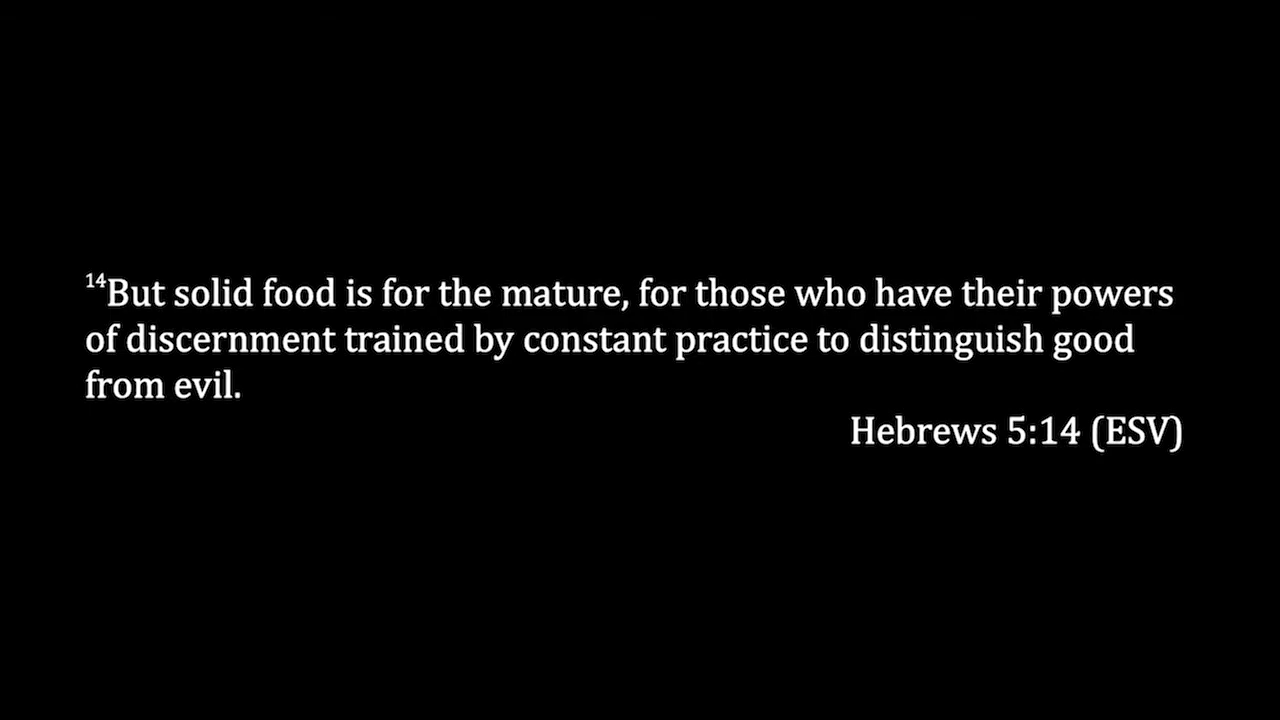 14But solid food is for the mature, for those who have their powers
of discernment trained by constant practice to distinguish good
from evil.
Hebrews 5:14 (ESV)